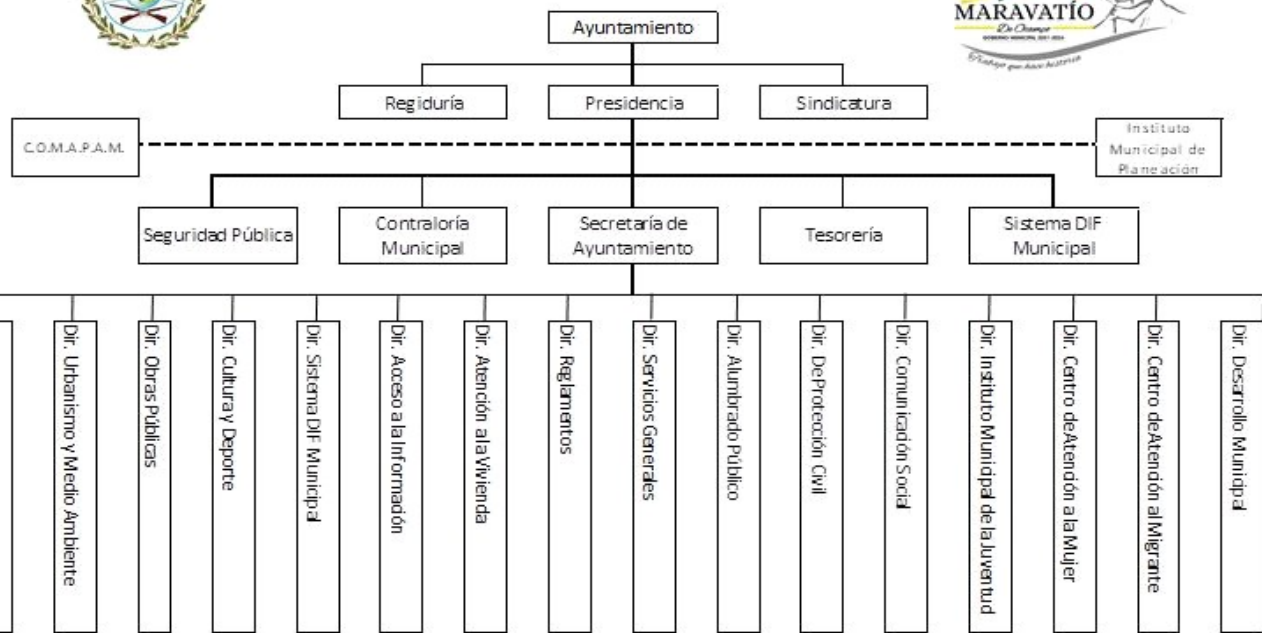 MARAVATÍO
De Ocampo
GOBIERNO MUNICIPAL 2021-2024
Ayuntamiento
Regiduría
Presidencia
Sindicatura
C.O.M.A.P.A.M.
Instituto
Municipal de
Planeación
Seguridad Pública
Contraloría
Municipal
Secretaría de
Ayuntamiento
Tesorería
Sistema DIF
Municipal
Dir. Urbanismo y Medio Ambiente
Dir. Obras Públicas
Dir. Cultura y Deporte
Dir. Sistema DIF Municipal
Dir. Acceso a la Información
Dir. Atención a la Vivienda
Dir. Reglamentos
Dir. Servicios Generales
Dir. Alumbrado Público
Dir. De Protección Civil
Dir. Comunicación Social
Dir. Instituto Municipal de la Juventud
Dir. Centro de Atención a la Mujer
Dir. Centro de Atención al Migrante
Dir. Desarrollo Municipal